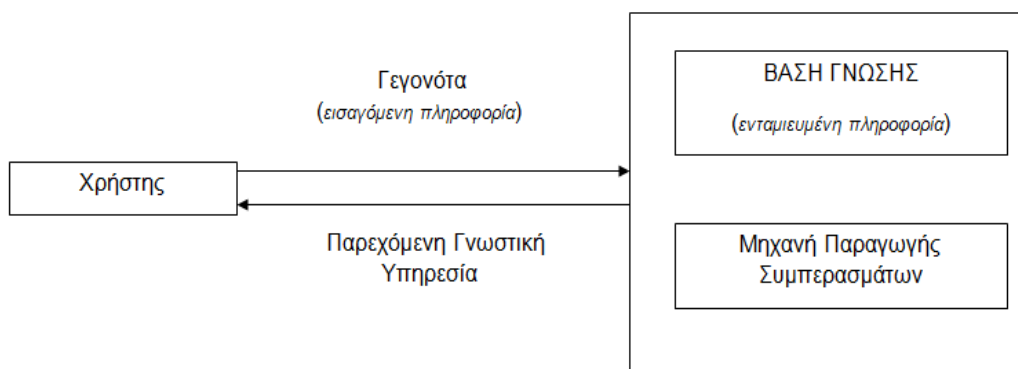 Χρήστης
Γεγονότα
(εισαγόμενη πληροφορία)
Παρεχόμενη Γνωστική
Υπηρεσία
ΒΑΣΗ ΓΝΩΣΗΣ
(ενταμιευμένη πληροφορία)
Μηχανή Παραγωγής
Συμπερασμάτων